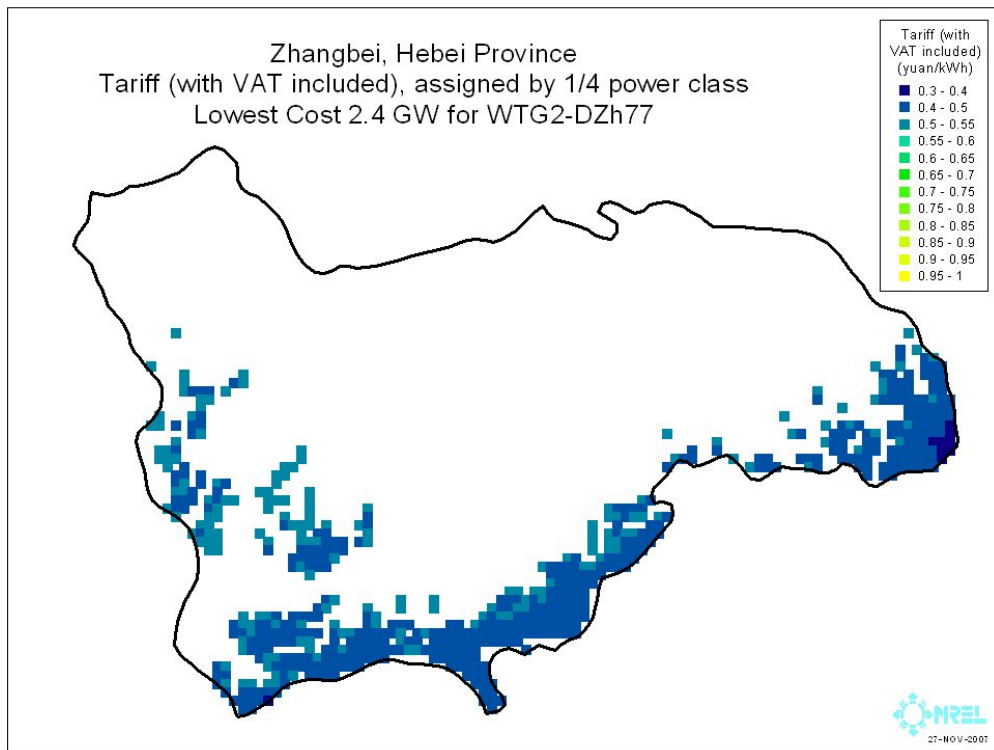 Zhangbei, Hebei Province
Tariff (with VAT included), assigned by 1/4 power class
Lowest Cost 2.4 GW for WTG2-DZh77
Tariff (with
VAT included)
(yuan/kWh)
0.3 - 0.4
0.4 - 0.5
0.5 - 0.55
0.55 - 0.6
0.6 - 0.65
0.65 - 0.7
0.7 - 0.75
0.75 - 0.8
0.8 - 0.85
0.85 - 0.9
0.9 - 0.95
0.95 - 1
NREL
27-NOV-2007